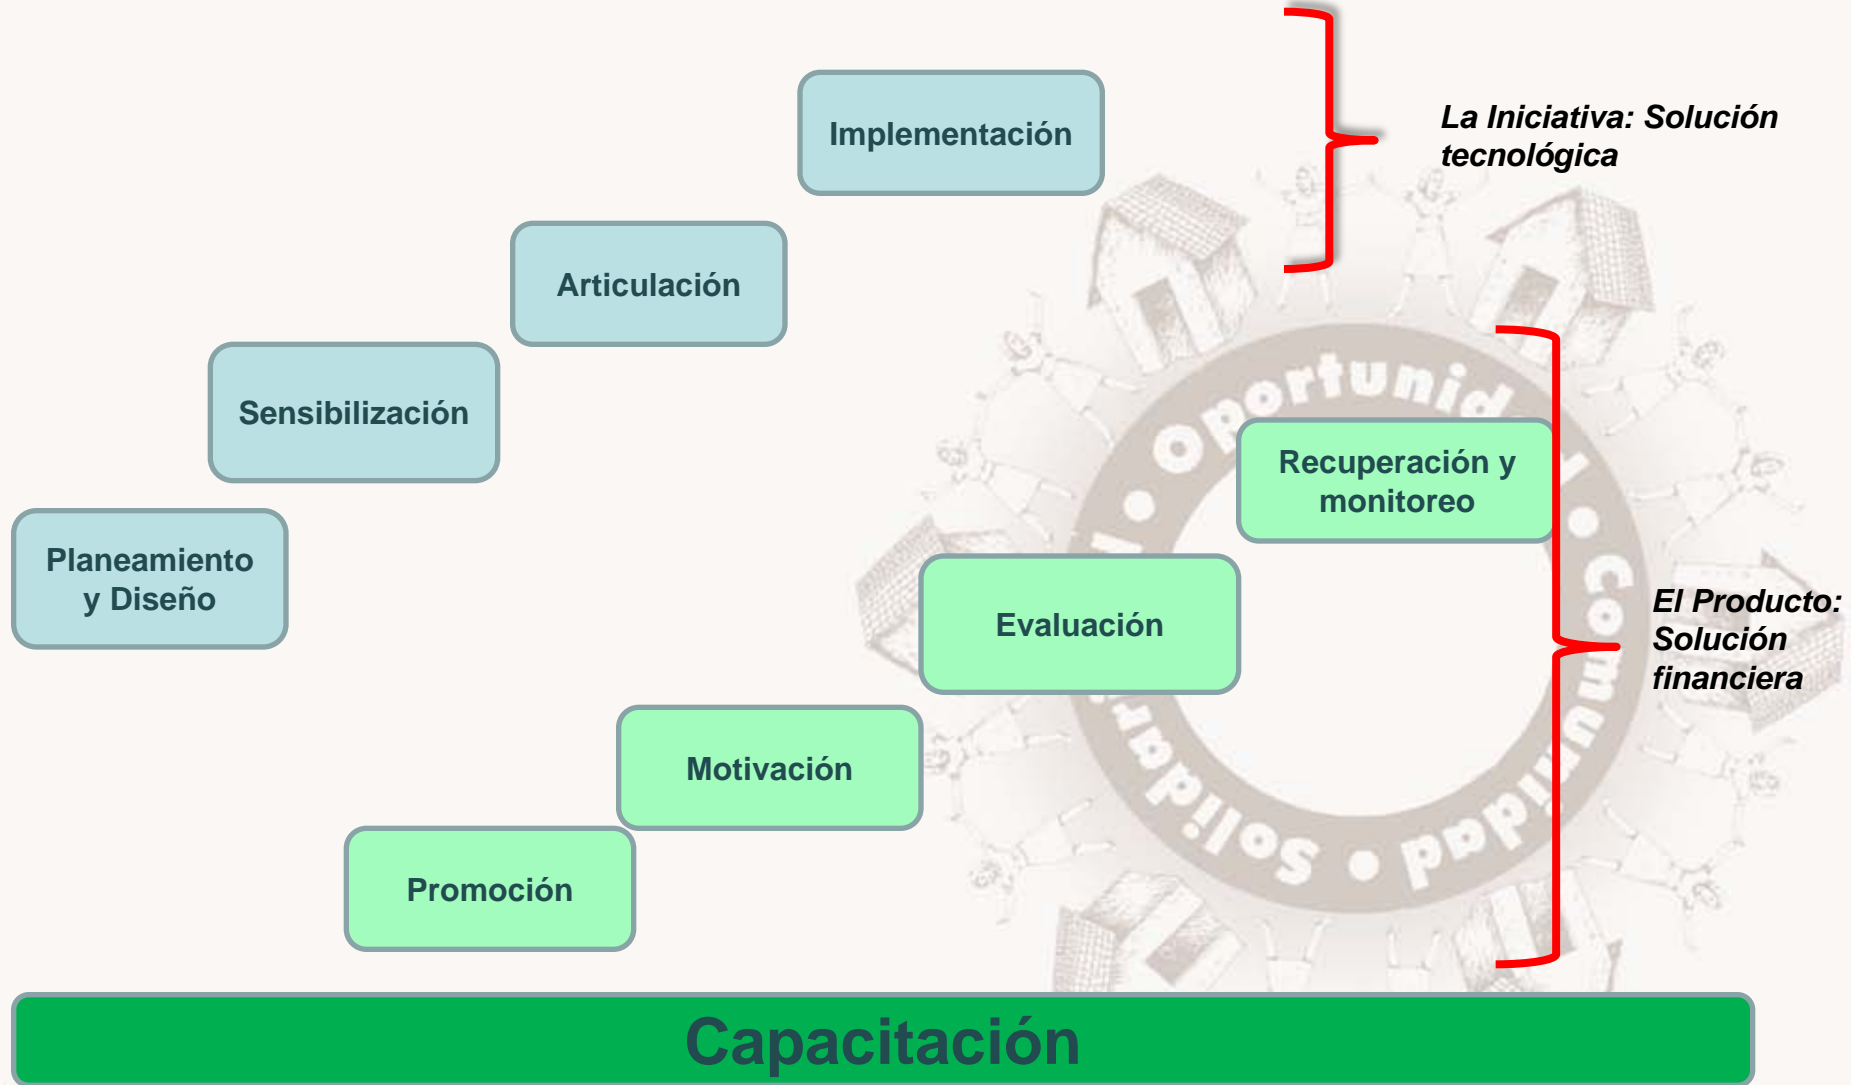 Implementación
La Iniciativa: Solución
tecnológica
Articulación
Sensibilización
Planeamiento
y Diseño
Recuperación y
monitoreo
Evaluación
El Producto:
Solución
financiera
Motivación
Promoción
Capacitación
Comunidad